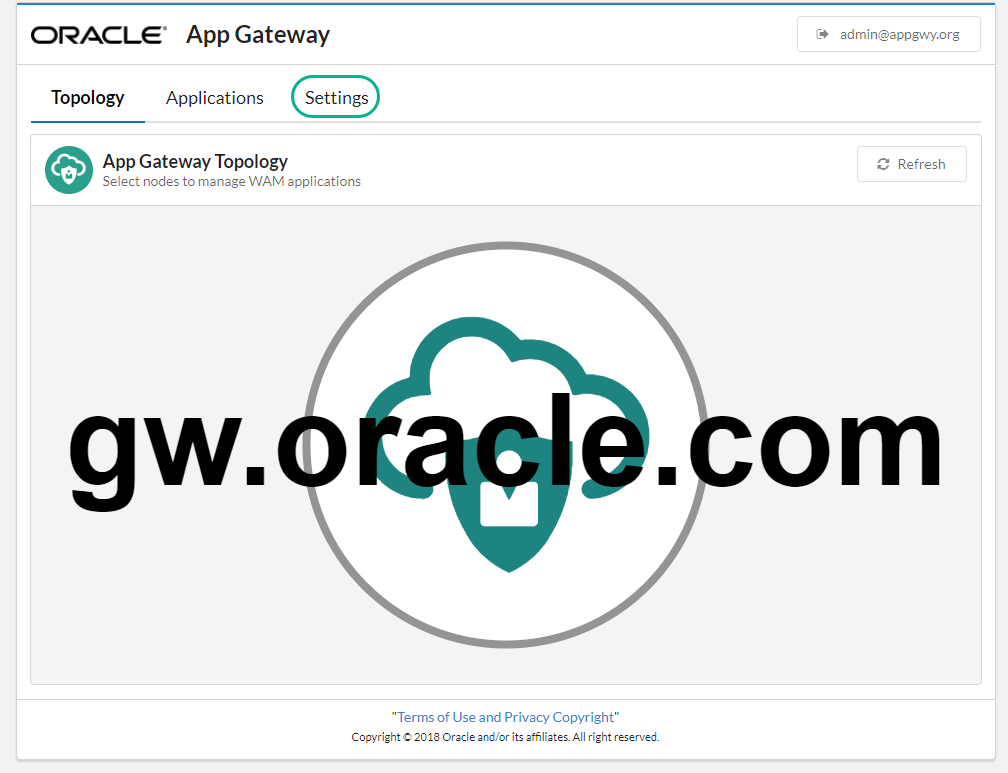 ORACLE® App Gateway admin@appgwy.org
Topology Applications Settings
App Gateway Topology
Select nodes to manage WAM applications
Refresh
gw.oracle.com
"Terms of Use and Privacy Copyright"
Copyright © 2018 Oracle and/or its affiliates. All right reserved.